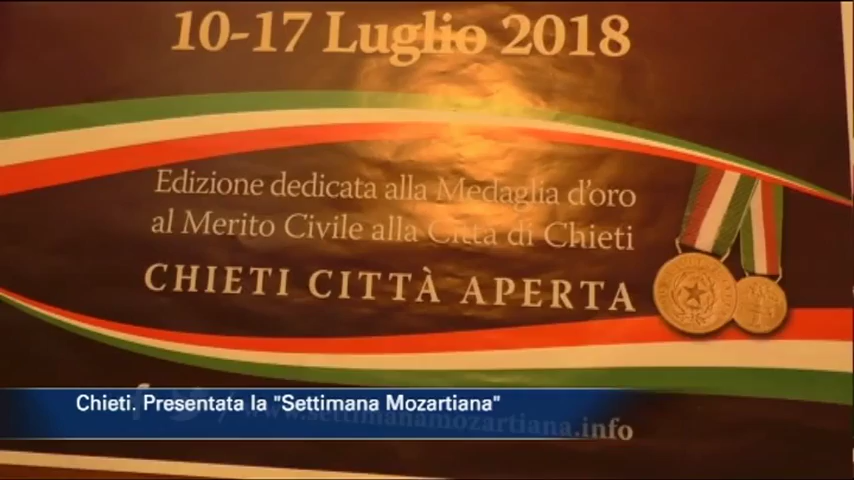 10-17 Luglio 2018
Edizione dedicata alla Medaglia d'oro
al Merito Civile alla Città di Chieti
CHIETI CITTÀ APERTA
Chieti. Presentata la "Settimana Mozartiana"
www.settimanamozartiana.info